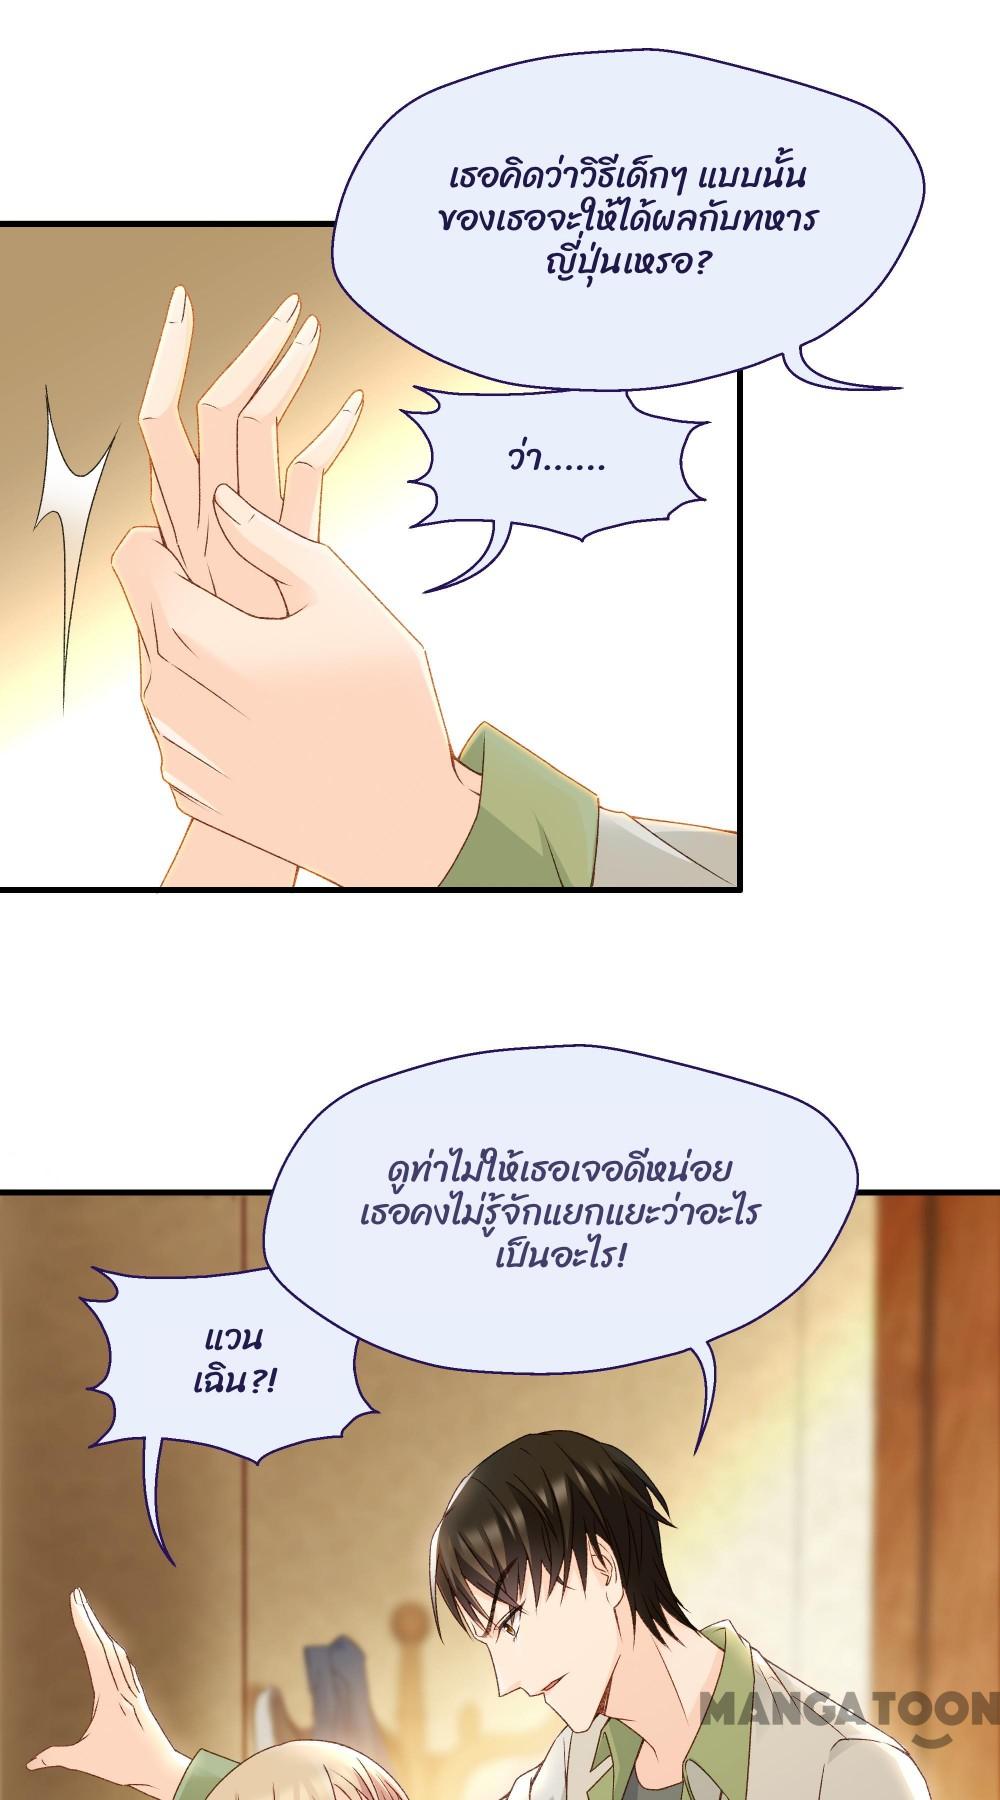 เธอคิดว่าวิธีเด็กๆ แบบนั้น
ของเธอจะให้ได้ผลกับทหาร
ญี่ปุ่นเหรอ?
ว่า......
ดูท่าไม่ให้เธอเจอดีหน่อย
เธอคงไม่รู้จักแยกแยะว่าอะไร
เป็นอะไร!
แวน
เฉิน?!
MANGATOON